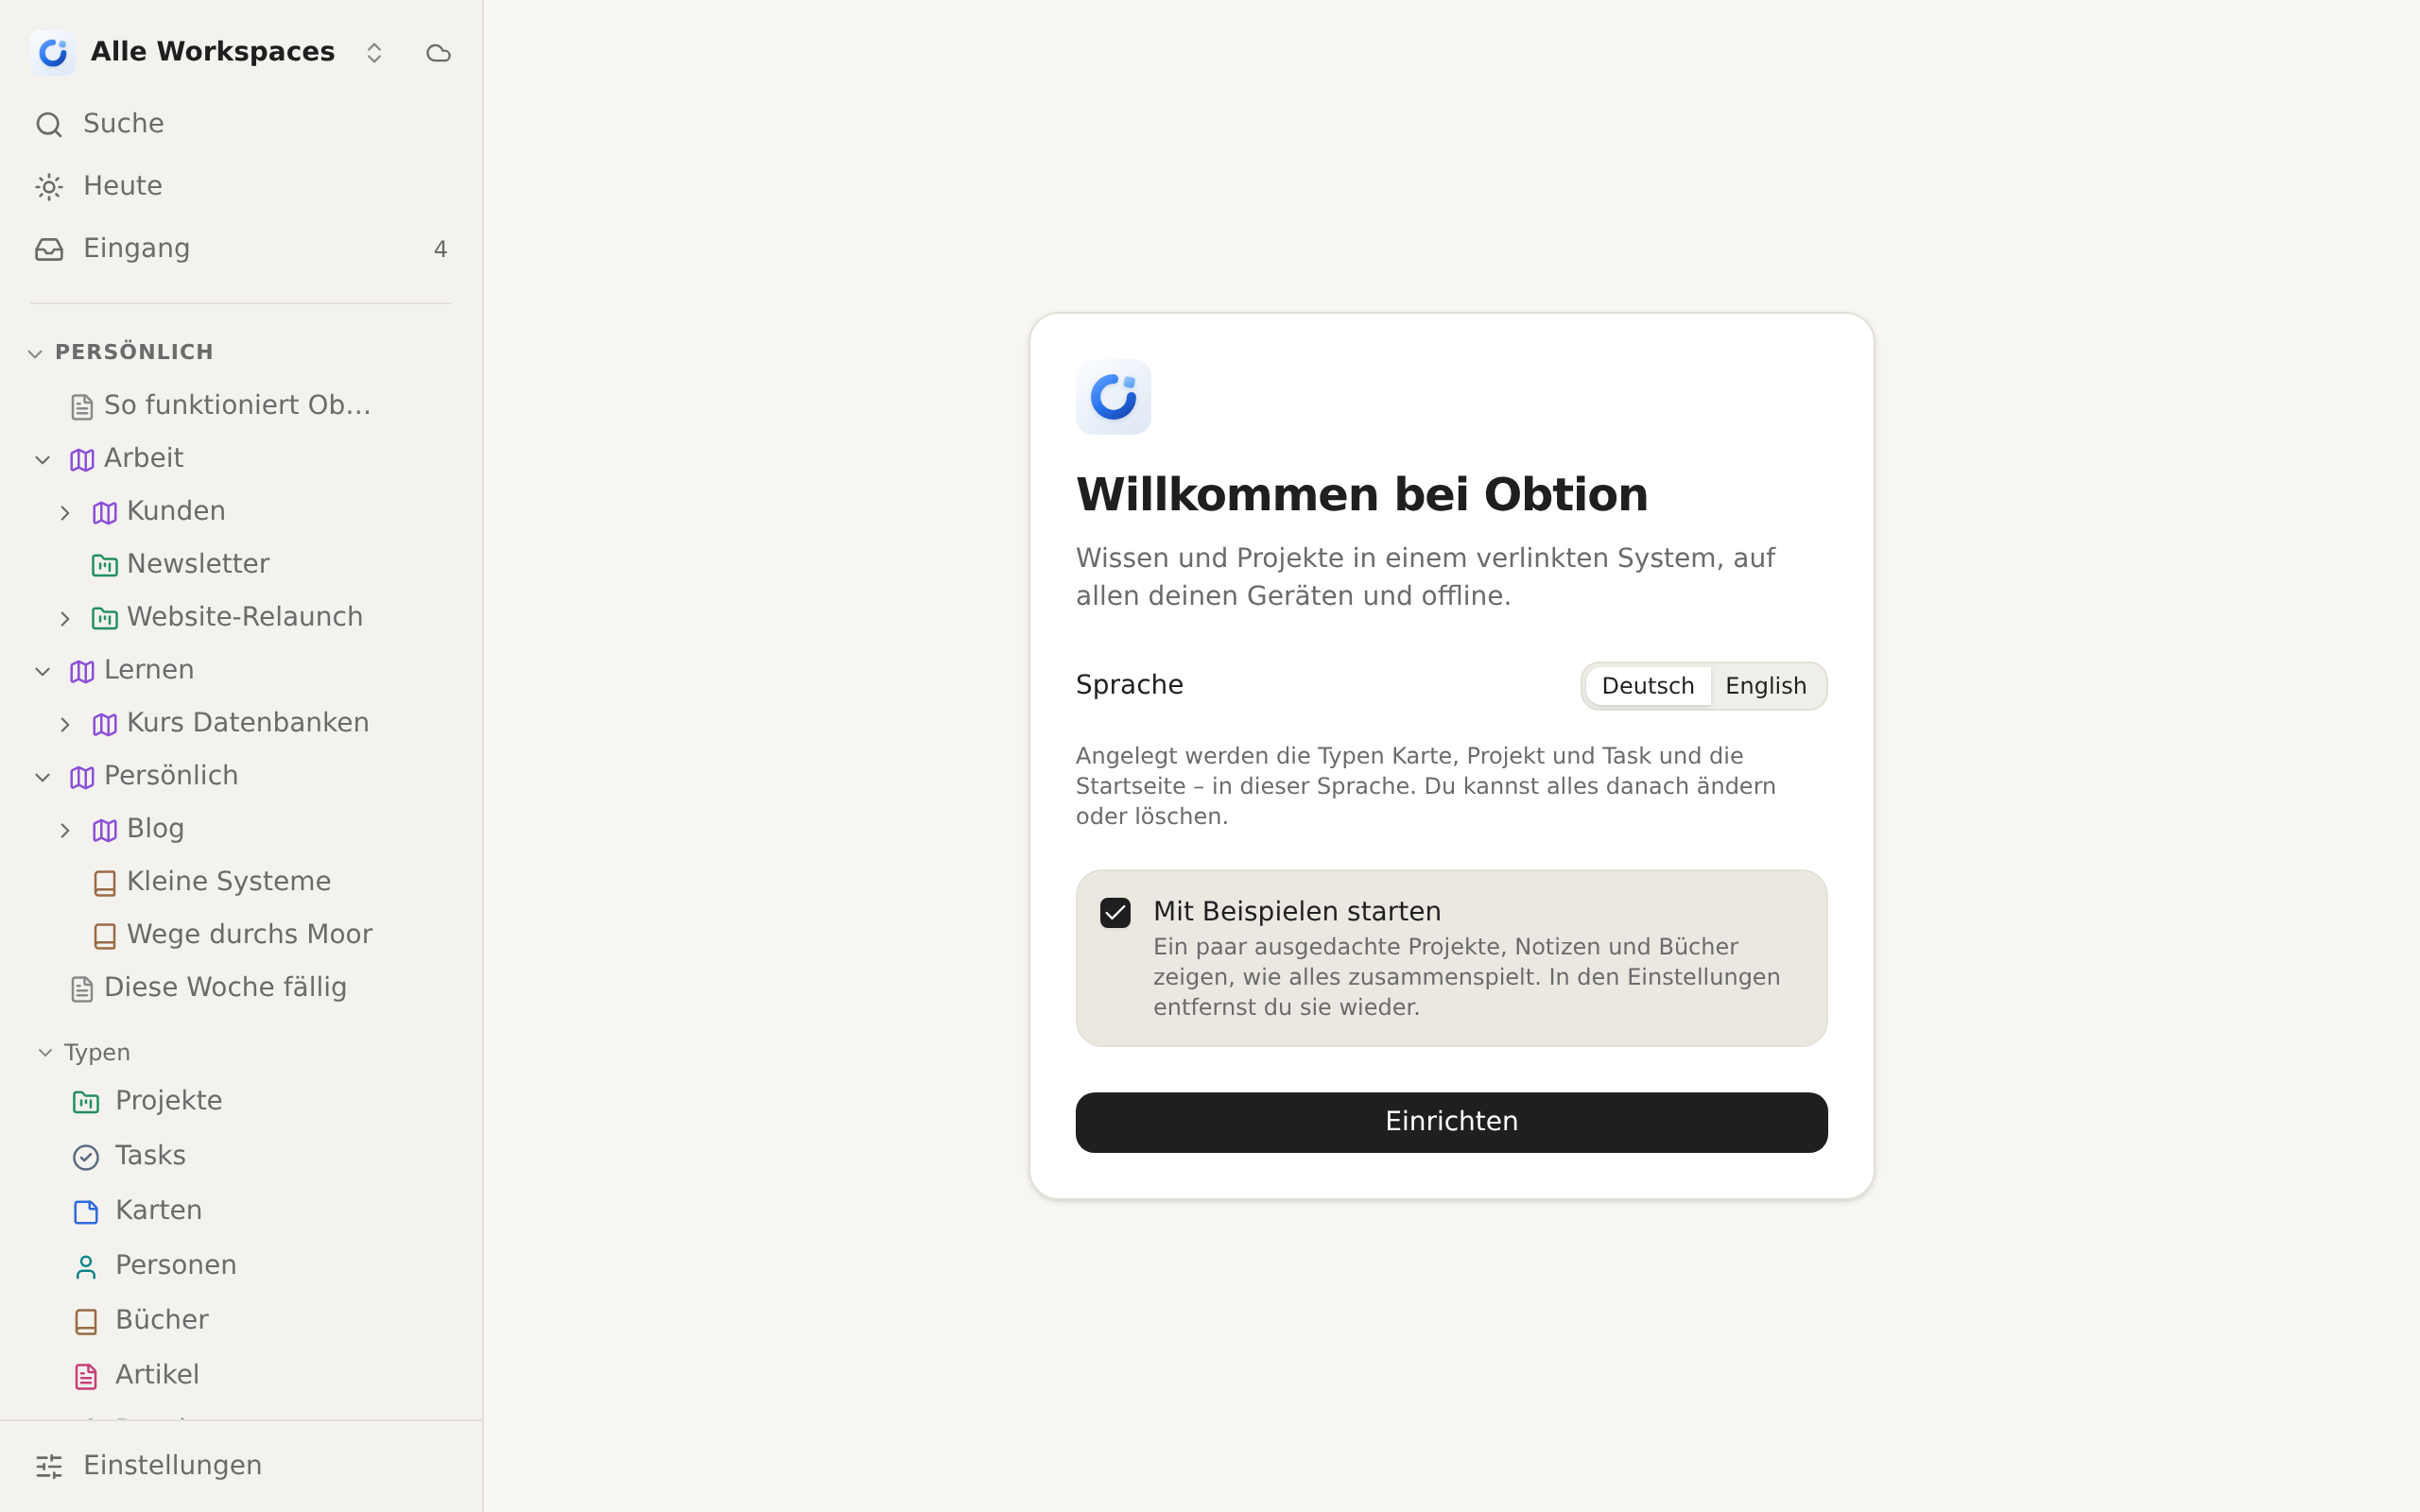 Alle Workspaces
Suche
Heute
Eingang 4
PERSÖNLICH
So funktioniert Ob…
Arbeit
Kunden
Newsletter
Website-Relaunch
Lernen
Kurs Datenbanken
Persönlich
Blog
Kleine Systeme
Wege durchs Moor
Diese Woche fällig
Typen
Projekte
Tasks
Karten
Personen
Bücher
Artikel
Einstellungen
Willkommen bei Obtion
Wissen und Projekte in einem verlinkten System, auf
allen deinen Geräten und offline.
Sprache Deutsch English
Angelegt werden die Typen Karte, Projekt und Task und die
Startseite – in dieser Sprache. Du kannst alles danach ändern
oder löschen.
Mit Beispielen starten
Ein paar ausgedachte Projekte, Notizen und Bücher
zeigen, wie alles zusammenspielt. In den Einstellungen
entfernst du sie wieder.
Einrichten